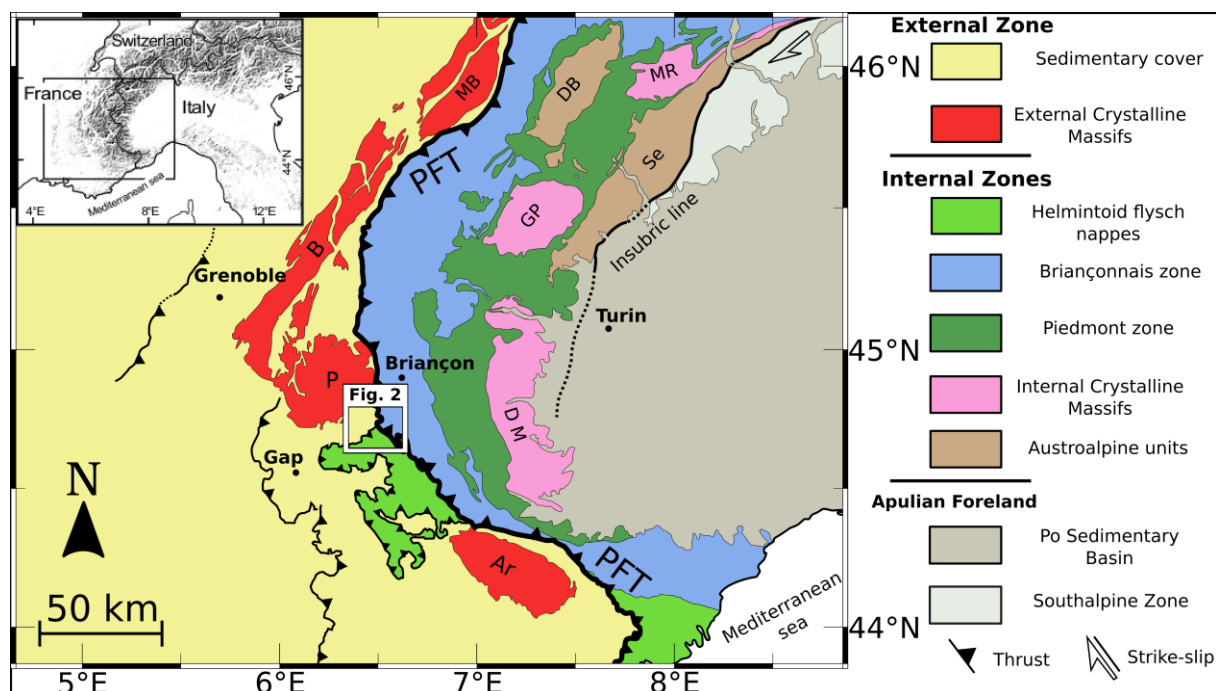 Switzerland
France
Italy
Mediterranean sea
46°N
44°N
4°E
8°E
12°E
MB
DB
MR
PFT
Se
GP
B
Insubric line
Grenoble
Turin
Briançon
P
Fig. 2
D M
Gap
N
Ar
PFT
50 km
Mediterranean
sea
46°N
45°N
44°N
5°E
6°E
7°E
8°E
External Zone
Sedimentary cover
External Crystalline
Massifs
Internal Zones
Helmintoid flysch
nappes
Briançonnais zone
Piedmont zone
Internal Crystalline
Massifs
Austroalpine units
Apulian Foreland
Po Sedimentary
Basin
Southalpine Zone
Thrust
Strike-slip